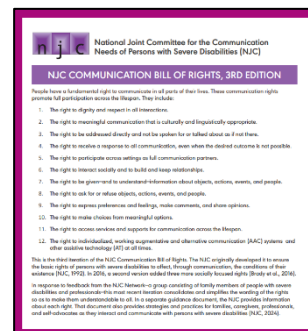 njc
National Joint Committee for the Communication
Needs of Persons with Severe Disabilities (NJC)
NJC COMMUNICATION BILL OF RIGHTS, 3RD EDITION
People have a fundamental right to communicate in all parts of their lives. These communication rights
promote full participation across the lifespan. They include:
1. The right to dignity and respect in all interactions.
2. The right to meaningful communication that is culturally and linguistically appropriate.
3. The right to be addressed directly and not be spoken for or talked about as if not there.
4. The right to receive a response to all communication, even when the desired outcome is not possible.
5. The right to participate across settings as full communication partners.
6. The right to interact socially and to build and keep relationships.
7. The right to be given—and to understand—information about objects, actions, events, and people.
8. The right to ask for or refuse objects, actions, events, and people.
9. The right to express preferences and feelings, make comments, and share opinions.
10. The right to make choices from meaningful options.
11. The right to access services and supports for communication across the lifespan.
12. The right to individualized, working augmentative and alternative communication (AAC) systems and
other assistive technology (AT) at all times.
This is the third iteration of the NJC Communication Bill of Rights. The NJC originally developed it to ensure
the basic rights of persons with severe disabilities to affect, through communication, the conditions of their
existence (NJC, 1992). In 2016, a second version added three more socially focused rights (Brady et al., 2016).
In response to feedback from the NJC Network—a group consisting of family members of people with severe
disabilities and professionals—this most recent iteration consolidates and simplifies the wording of the rights
so as to make them understandable to all. In a separate guidance document, the NJC provides information
about each right. That document also provides strategies and practices for families, caregivers, professionals,
and self-advocates as they interact and communicate with persons with severe disabilities (NJC, 2024).